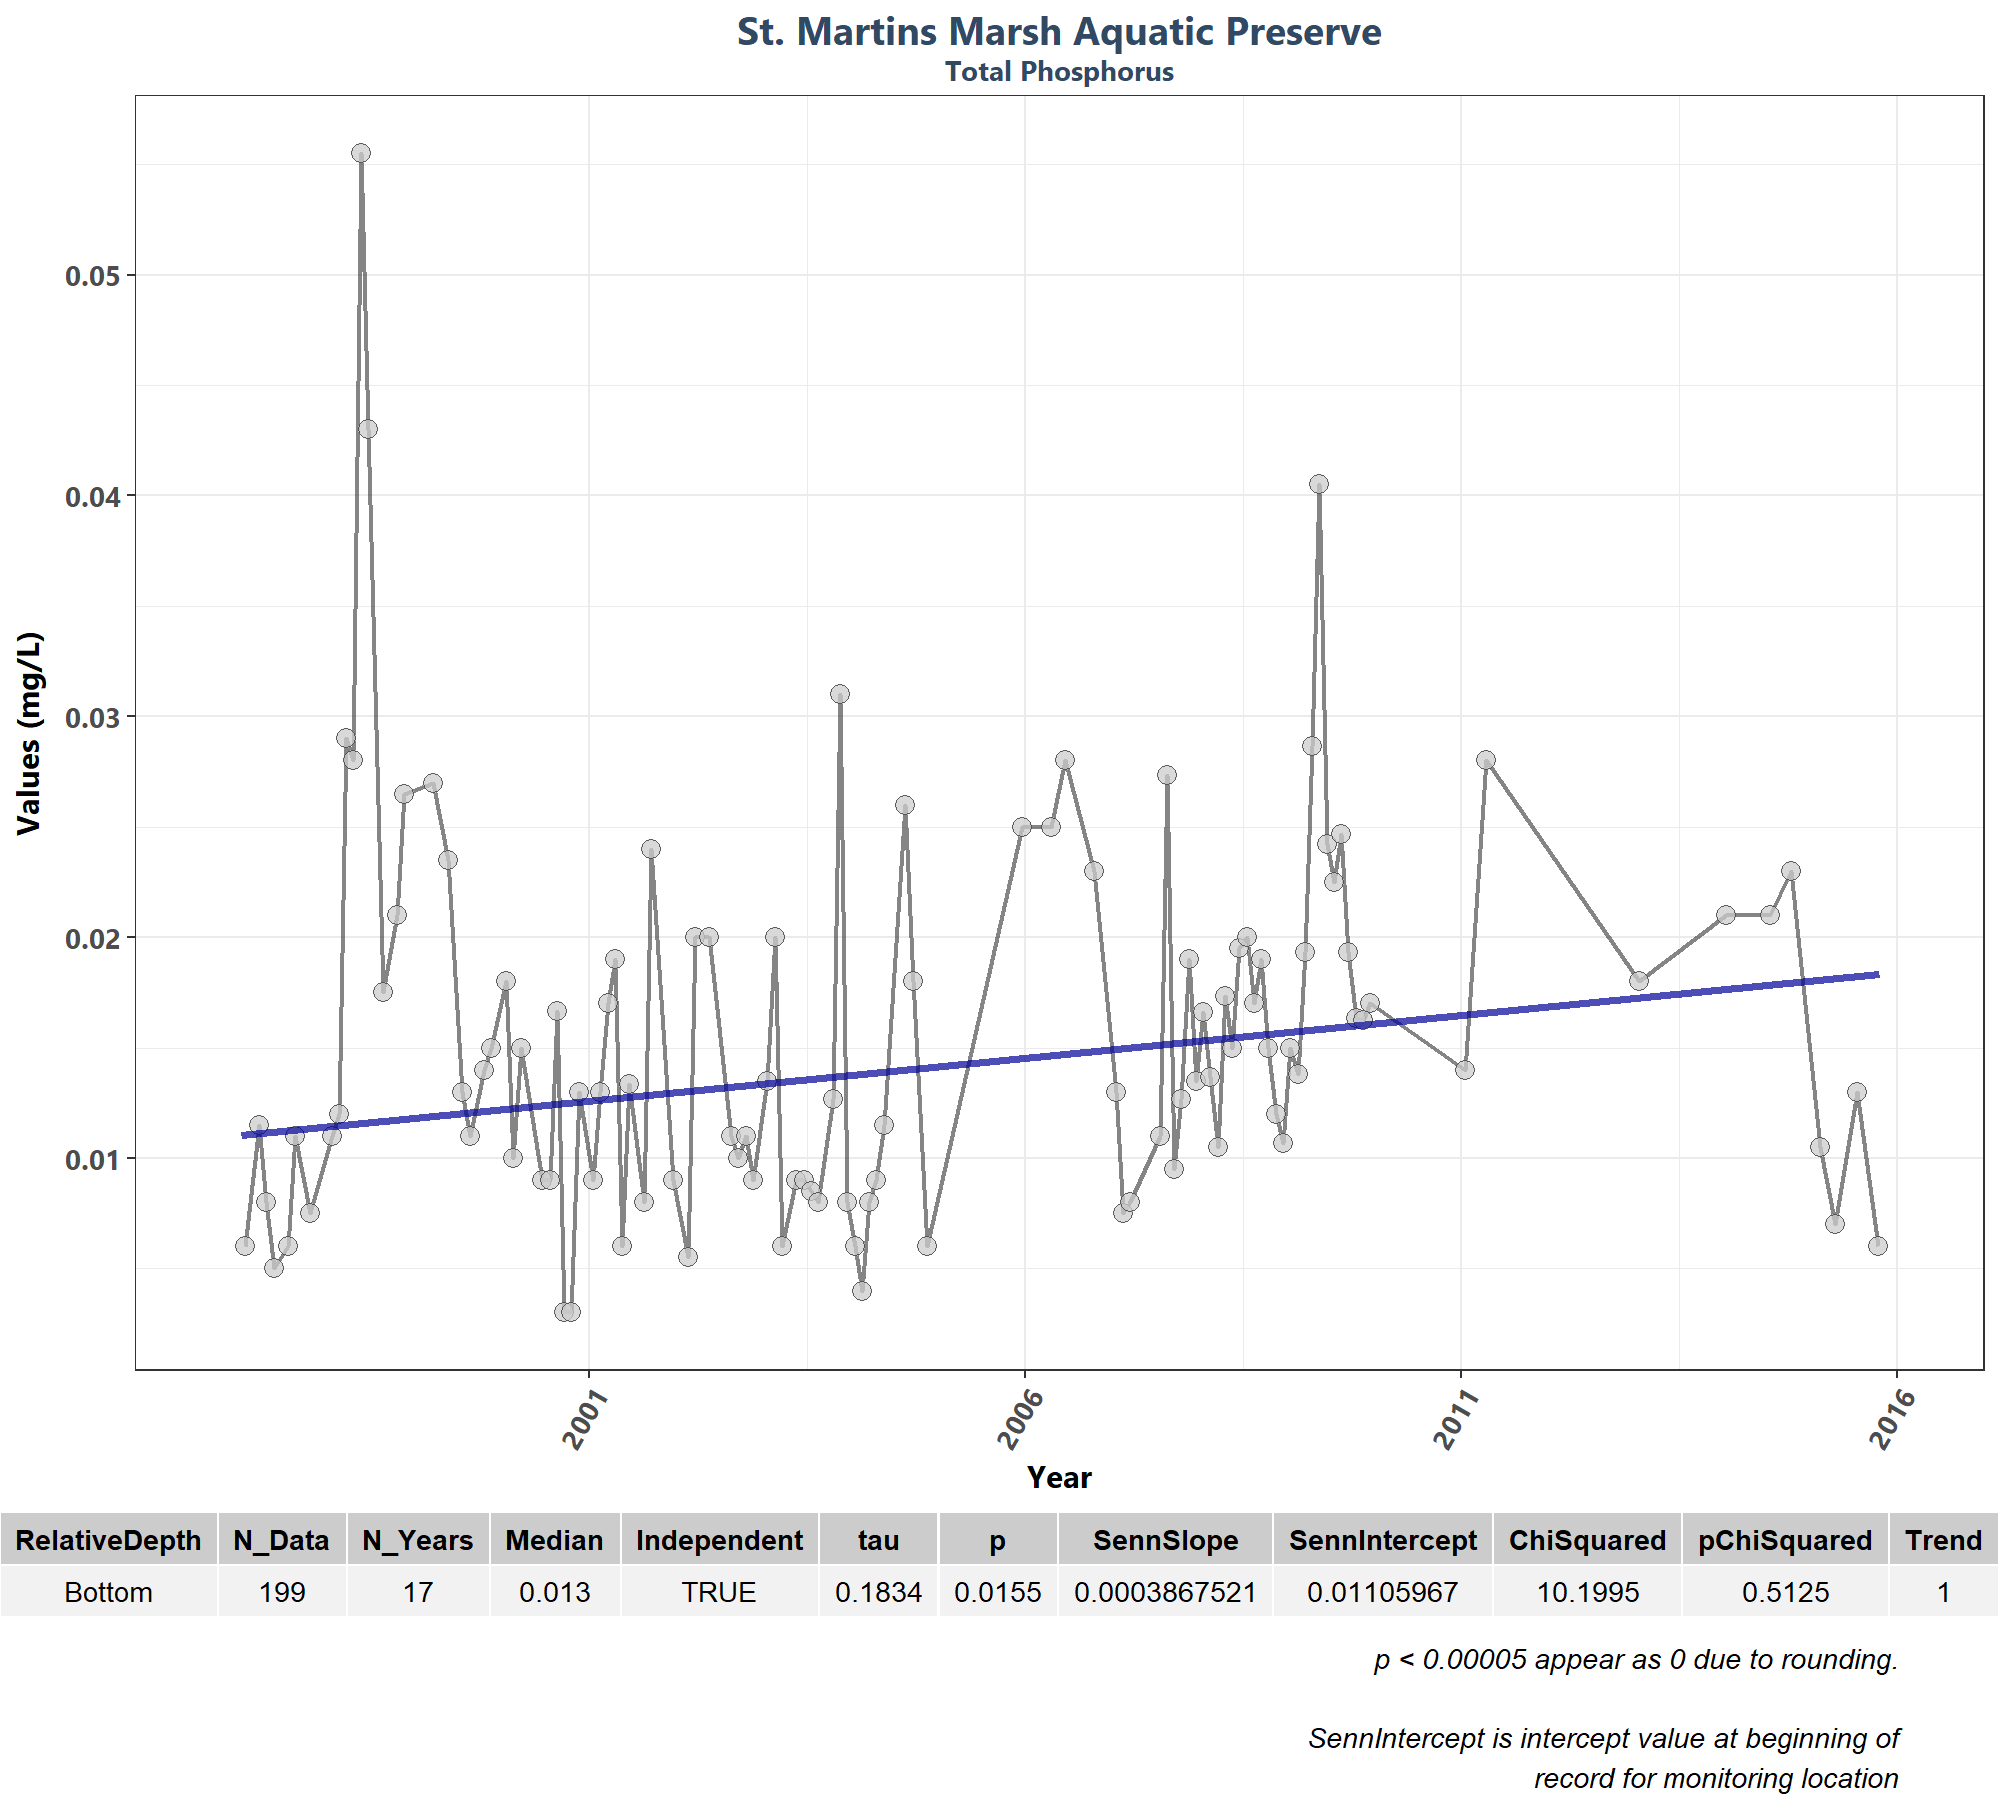 St. Martins Marsh Aquatic Preserve
Total Phosphorus
Values (mg/L)
0.05
0.04
0.03
0.02
0.01
2001 2006 2011 2016
Year
RelativeDepth N_Data N_Years Median Independent tau p SennSlope SennIntercept ChiSquared pChiSquared Trend
Bottom 199 17 0.013 TRUE 0.1834 0.0155 0.0003867521 0.01105967 10.1995 0.5125 1
p < 0.00005 appear as 0 due to rounding.
SennIntercept is intercept value at beginning of
record for monitoring location